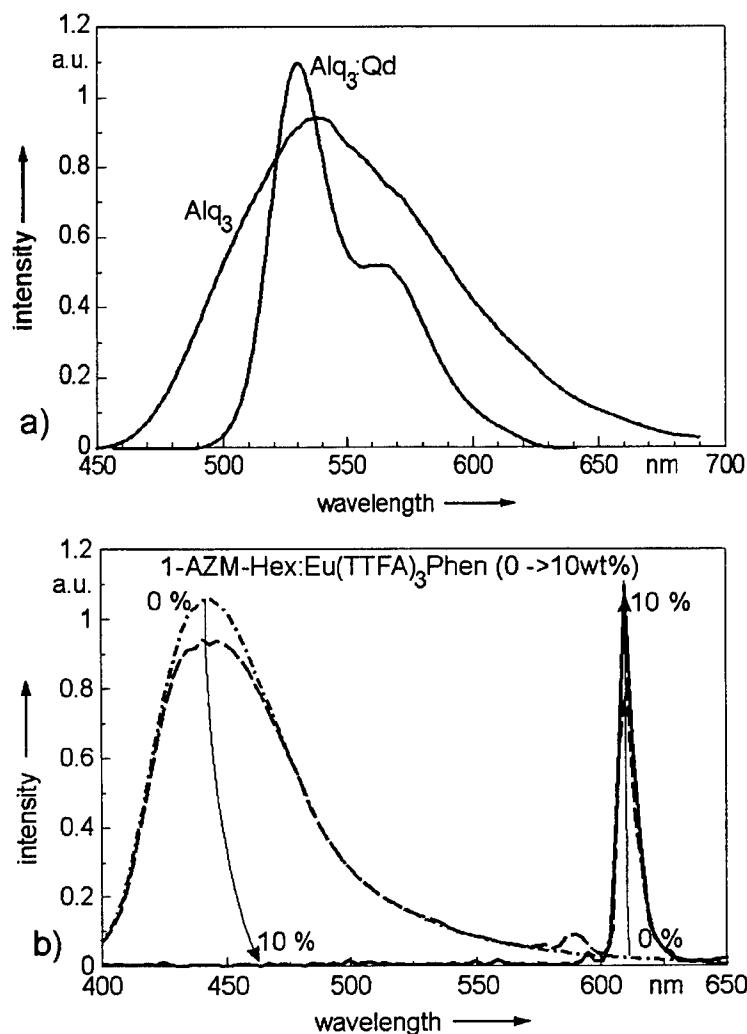 1.2
a.u.
1
0.8
0.6
0.4
0.2
0
intensity
Alq3:Qd
Alq3
a)
450
500
550
600
650
nm
700
wavelength
1.2
a.u.
1
0.8
0.6
0.4
0.2
0
intensity
1-AZM-Hex:Eu(TTFA)3Phen (0 ->10wt%)
0 %
10 %
10 %
0 %
b)
400
450
500
550
600
nm
650
wavelength